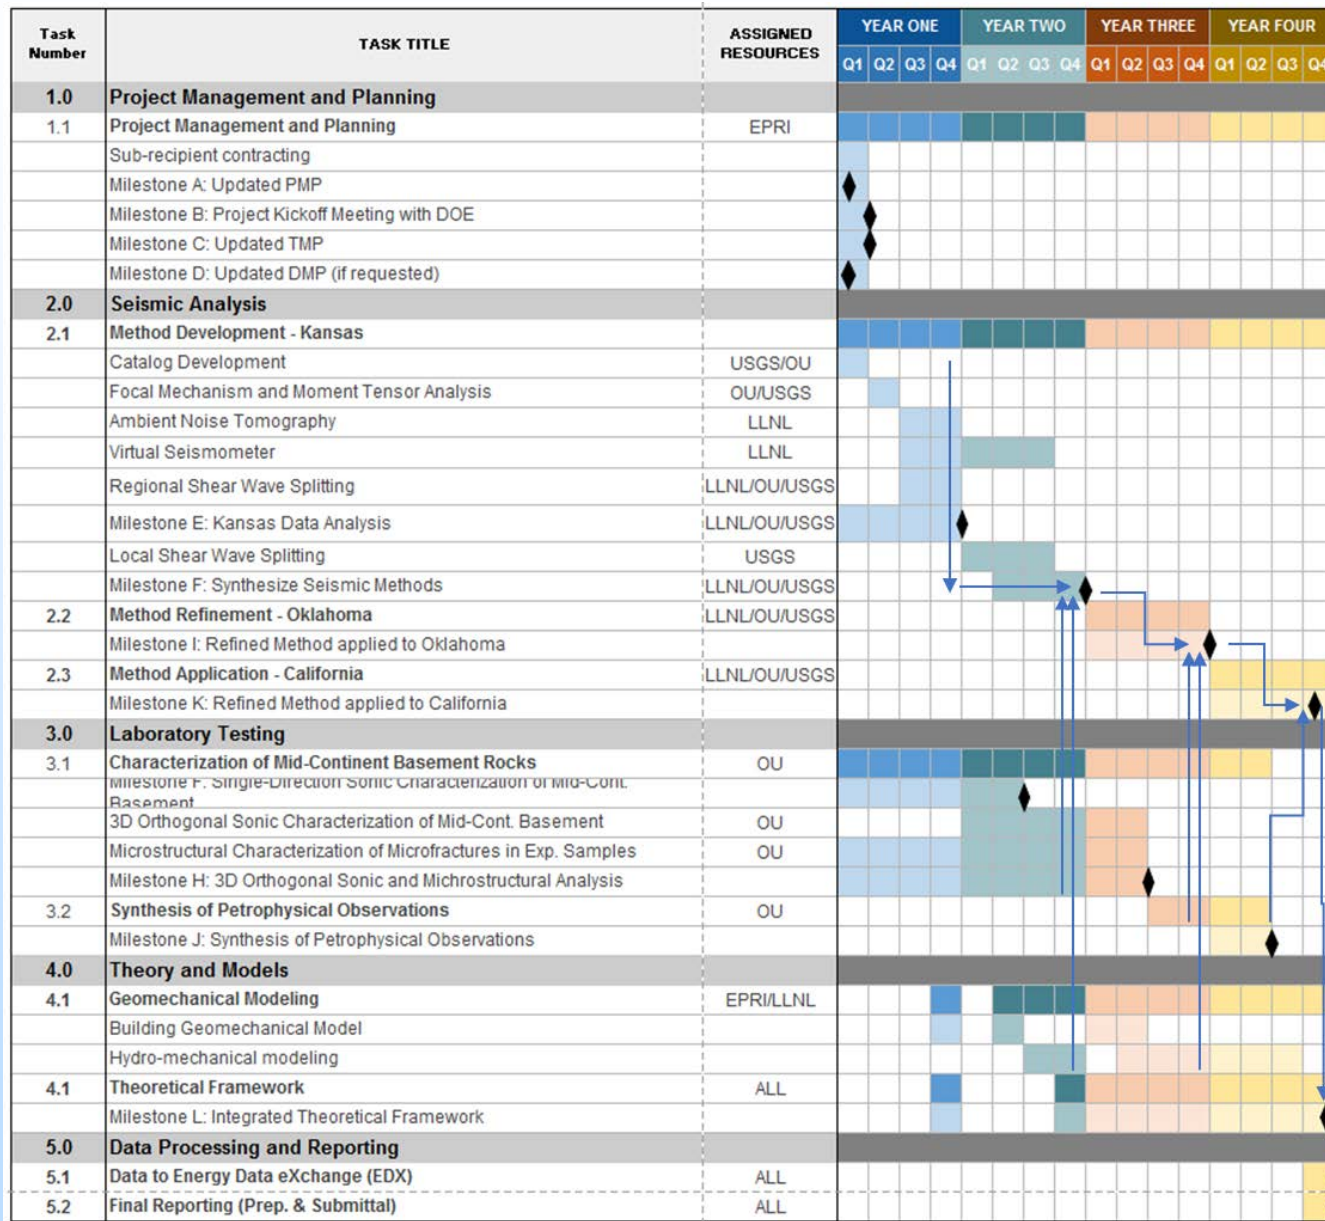 Task Number TASK TITLE ASSIGNED RESOURCES YEAR ONE YEAR TWO YEAR THREE YEAR FOUR
Q1 Q2 Q3 Q4 Q1 Q2 Q3 Q4 Q1 Q2 Q3 Q4 Q1 Q2 Q3 Q4
1.0 Project Management and Planning
1.1 Project Management and Planning EPRI
Sub-recipient contracting
Milestone A: Updated PMP
Milestone B: Project Kickoff Meeting with DOE
Milestone C: Updated TMP
Milestone D: Updated DMP (if requested)
2.0 Seismic Analysis
2.1 Method Development - Kansas
Catalog Development USGS/OU
Focal Mechanism and Moment Tensor Analysis OU/USGS
Ambient Noise Tomography LLNL
Virtual Seismometer LLNL
Regional Shear Wave Splitting LLNL/OU/USGS
Milestone E: Kansas Data Analysis LLNL/OU/USGS
Local Shear Wave Splitting USGS
Milestone F: Synthesize Seismic Methods LLNL/OU/USGS
2.2 Method Refinement - Oklahoma LLNL/OU/USGS
Milestone I: Refined Method applied to Oklahoma
2.3 Method Application - California LLNL/OU/USGS
Milestone K: Refined Method applied to California
3.0 Laboratory Testing
3.1 Characterization of Mid-Continent Basement Rocks OU
Milestone F: Single-Direction Sonic Characterization of Mid-Cont.
Basement
3D Orthogonal Sonic Characterization of Mid-Cont. Basement OU
Microstructural Characterization of Microfractures in Exp. Samples OU
Milestone H: 3D Orthogonal Sonic and Michrostructural Analysis
3.2 Synthesis of Petrophysical Observations OU
Milestone J: Synthesis of Petrophysical Observations
4.0 Theory and Models
4.1 Geomechanical Modeling EPRI/LLNL
Building Geomechanical Model
Hydro-mechanical modeling
4.1 Theoretical Framework ALL
Milestone L: Integrated Theoretical Framework
5.0 Data Processing and Reporting
5.1 Data to Energy Data eXchange (EDX) ALL
5.2 Final Reporting (Prep. & Submittal) ALL